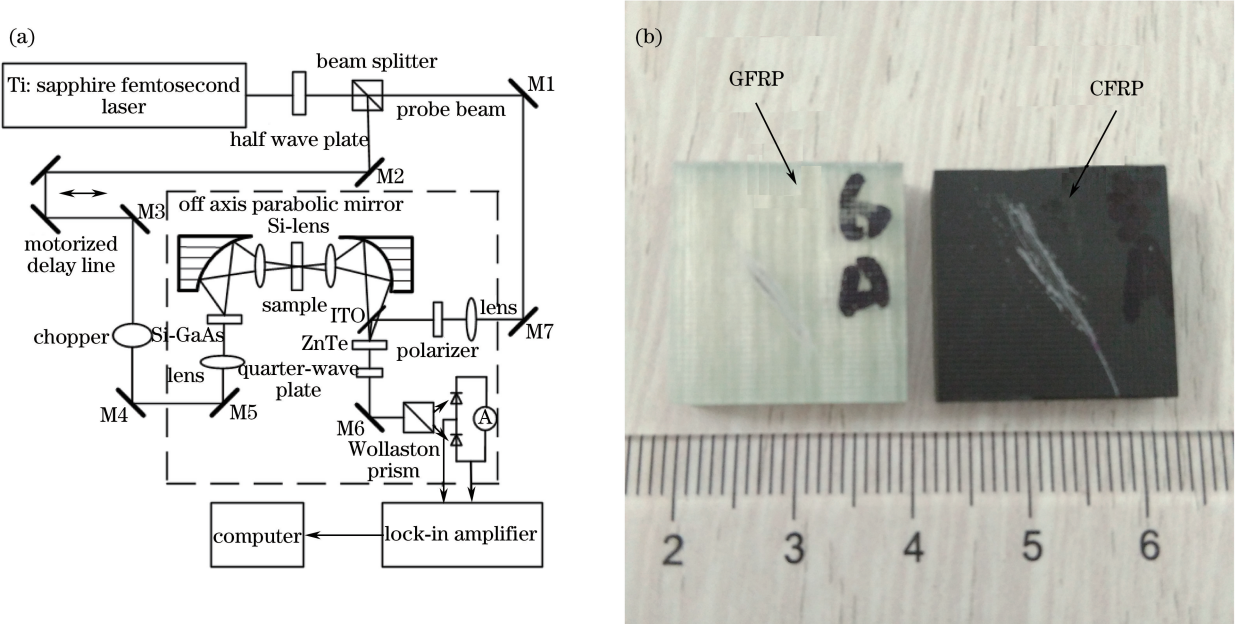 (a)
Ti: sapphire femtosecond
laser
beam splitter
probe beam
M1
half wave plate
M2
M3
off axis parabolic mirror
Si-lens
motorized
delay line
sample
ITO
lens
M7
chopper
Si-GaAs
ZnTe
polarizer
lens
quarter-wave
plate
M4
M5
M6
A
Wollaston
prism
computer
lock-in amplifier
(b)
GFRP
CFRP
2 3 4 5 6